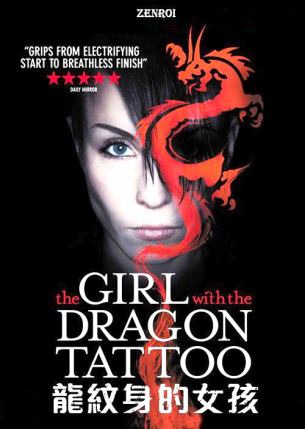 ZENROI
"GRIPS FROM ELECTRIFYING
START TO BREATHLESS FINISH"
★★★★★
DAILY MIRROR
the GIRL with the
DRAGON
TATTOO
龍紋身的女孩